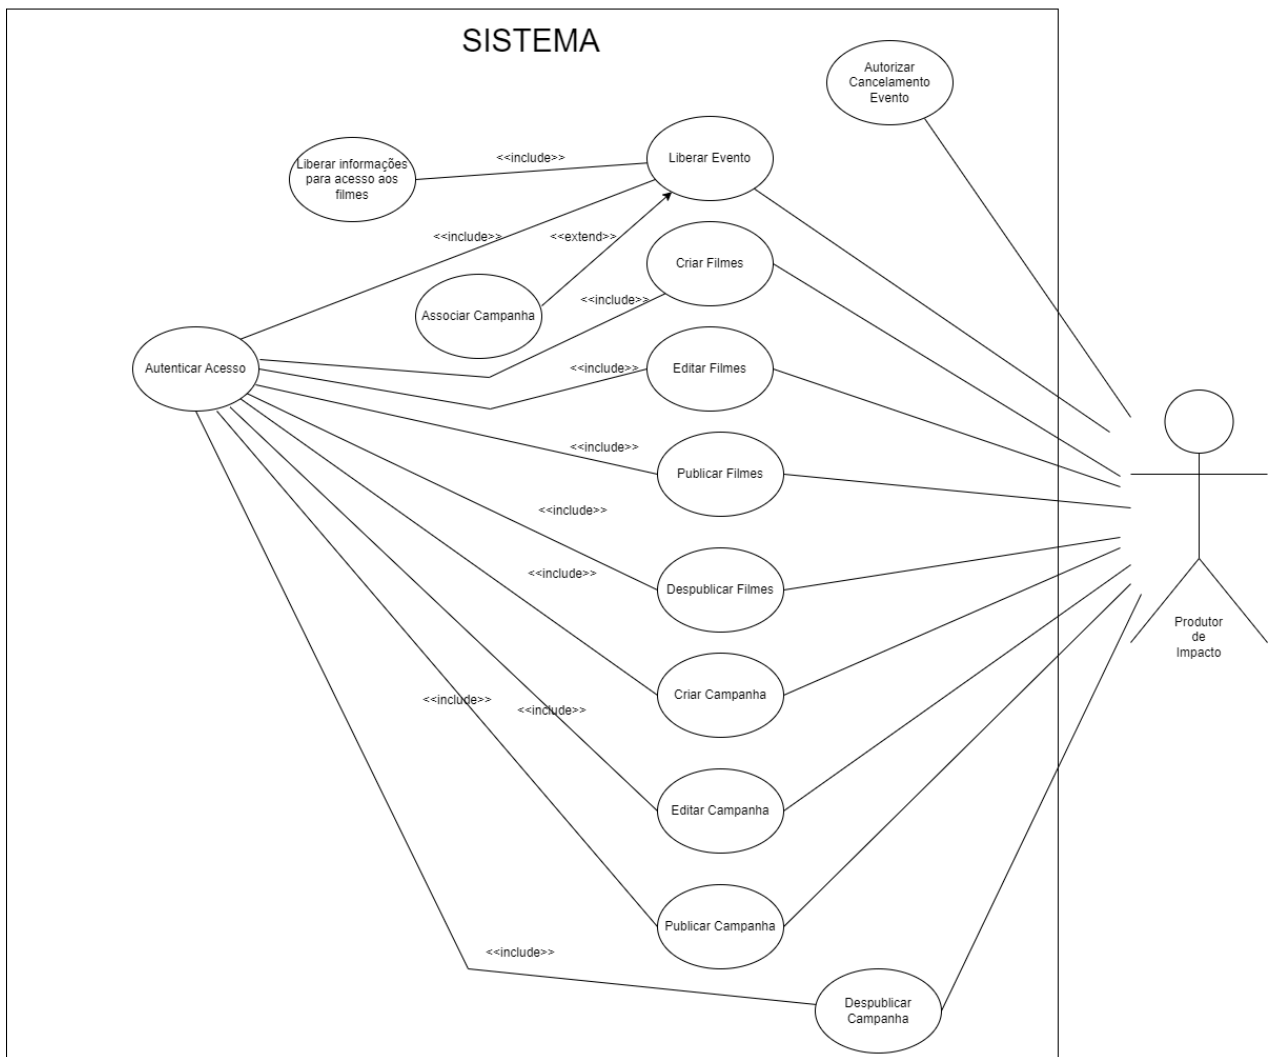 SISTEMA
Autorizar
Cancelamento
Evento
Liberar informações
para acesso aos
filmes
<<include>>
Liberar Evento
<<include>>
<<extend>>
Criar Filmes
<<include>>
Associar Campanha
Autenticar Acesso
<<include>>
Editar Filmes
<<include>>
Publicar Filmes
<<include>>
<<include>>
Despublicar Filmes
Produtor
de
Impacto
<<include>>
<<include>>
Criar Campanha
Editar Campanha
Publicar Campanha
<<include>>
Despublicar
Campanha